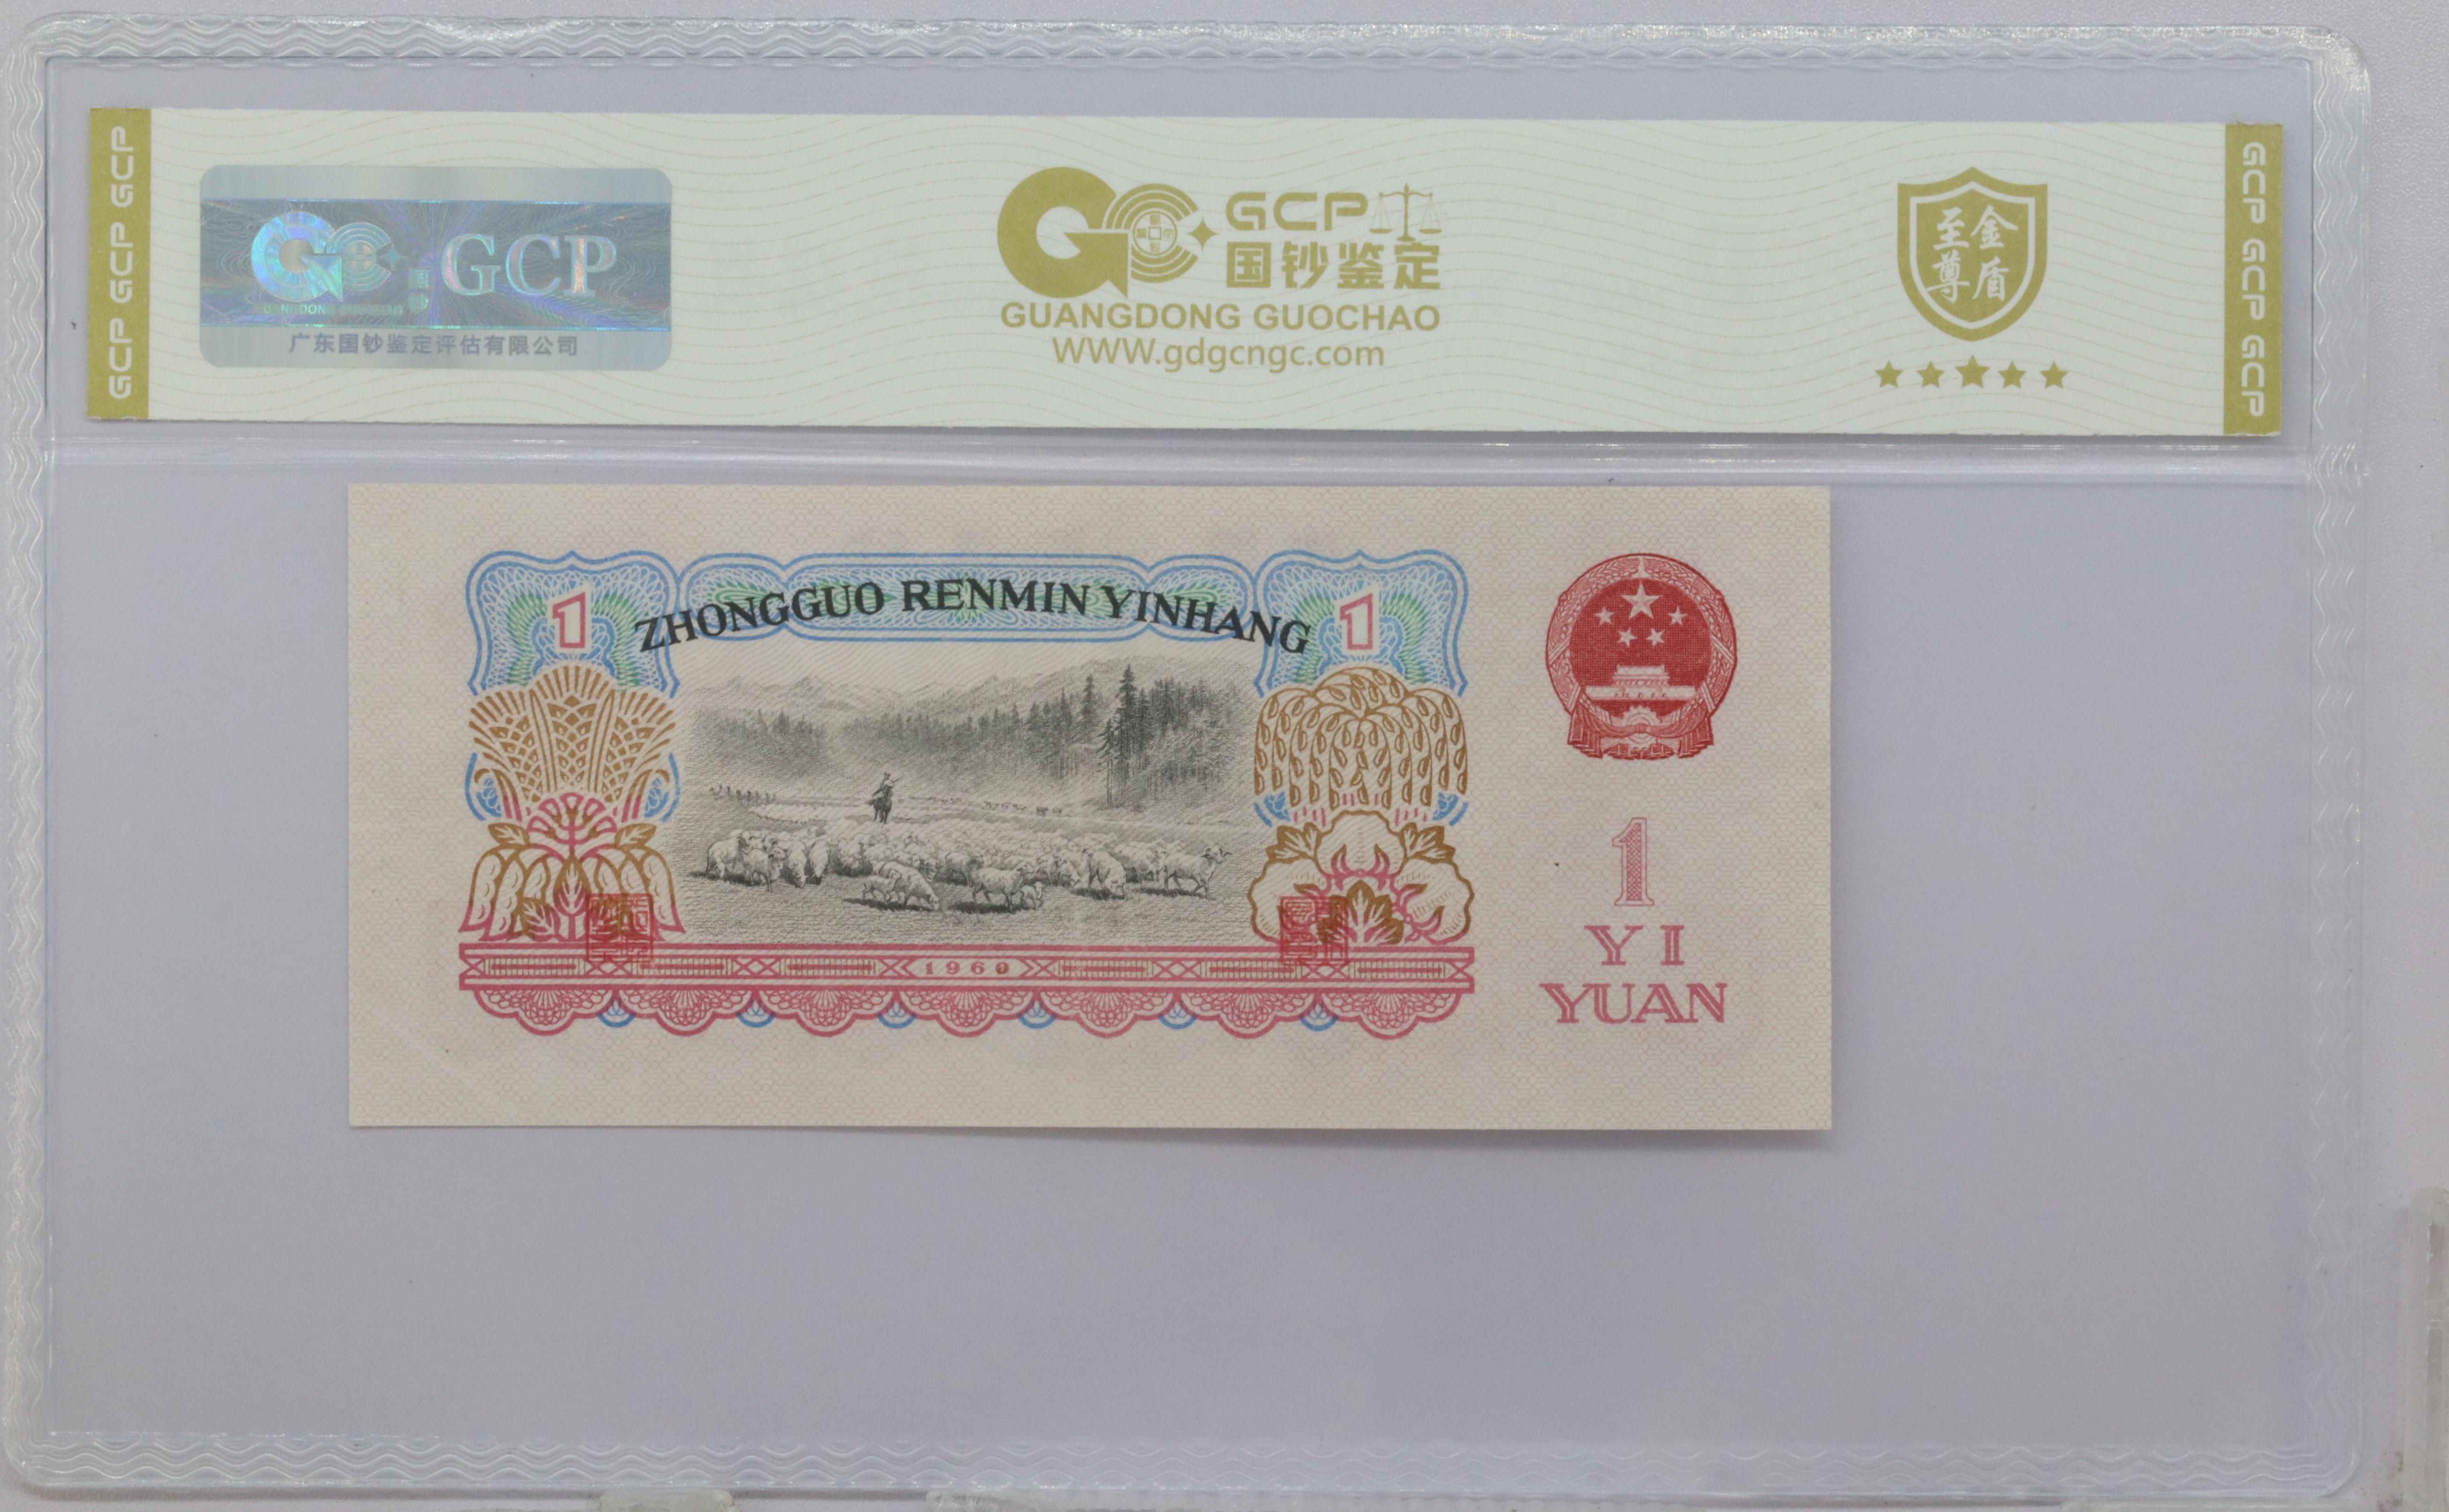 GCP GCP GCP
GCP
国钞
GUANGDONG GUOCHAO
广东国钞鉴定评估有限公司
GCP
国钞鉴定
GUANGDONG GUOCHAO
WWW.gdgcngc.com
至尊
金盾
GCP GCP GCP
1
ZHONGGUO RENMIN YINHANG
1
1960
1
YI
YUAN